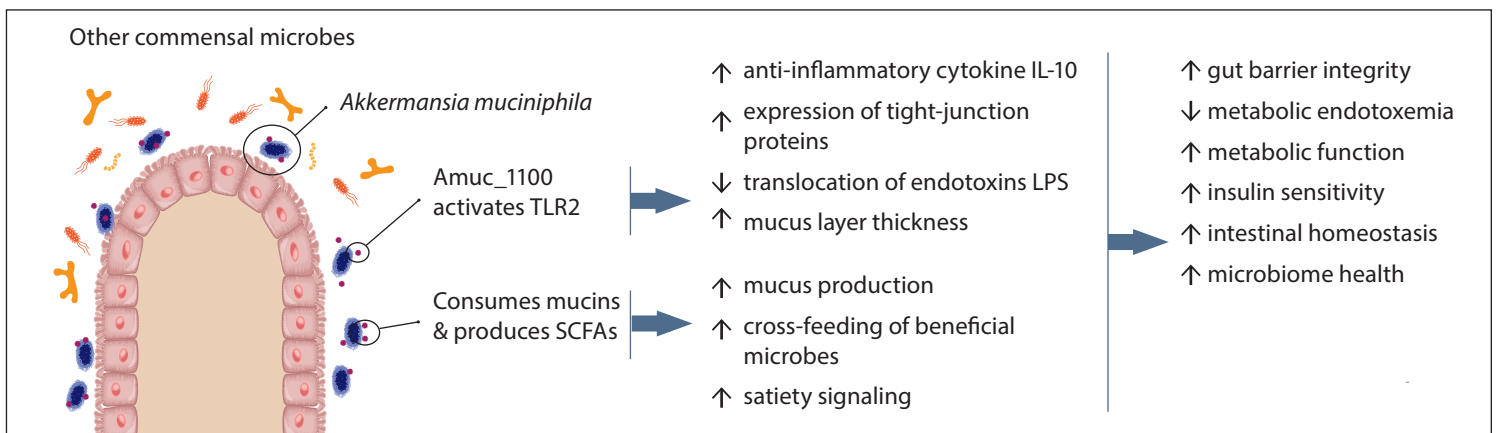 Other commensal microbes
Akkermansia muciniphila
Amuc_1100
activates TLR2
Consumes mucins
& produces SCFAs
↑ anti-inflammatory cytokine IL-10
↑ expression of tight-junction
proteins
↓ translocation of endotoxins LPS
↑ mucus layer thickness
↑ mucus production
↑ cross-feeding of beneficial
microbes
↑ satiety signaling
↑ gut barrier integrity
↓ metabolic endotoxemia
↑ metabolic function
↑ insulin sensitivity
↑ intestinal homeostasis
↑ microbiome health